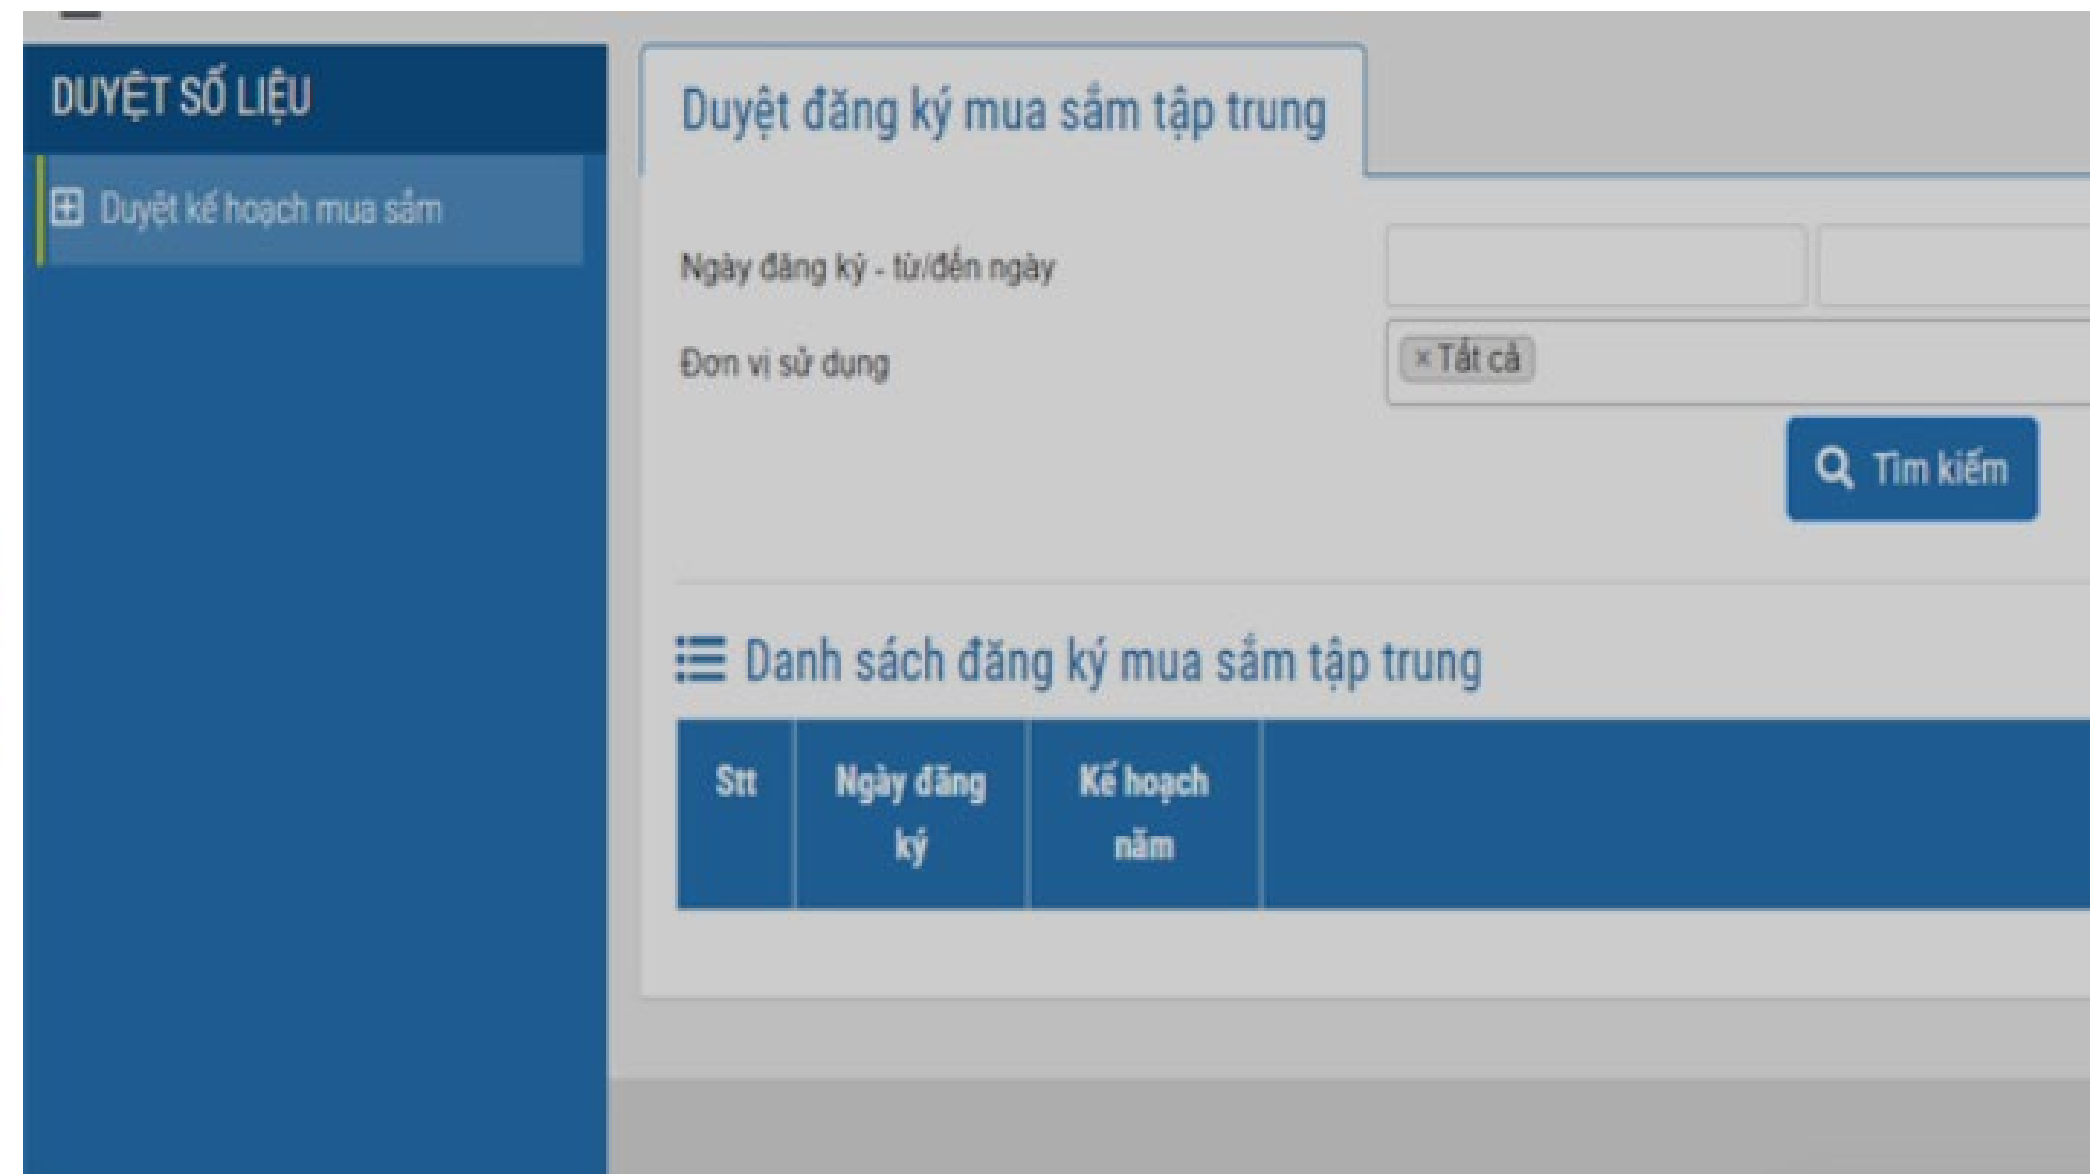 DUYỆT SỐ LIỆU
Duyệt kế hoạch mua sắm
Duyệt đăng ký mua sắm tập trung
Ngày đăng ký - từ/đến ngày
Đơn vị sử dụng
× Tất cả
Tìm kiếm
Danh sách đăng ký mua sắm tập trung
Stt
Ngày đăng
ký
Kế hoạch
năm